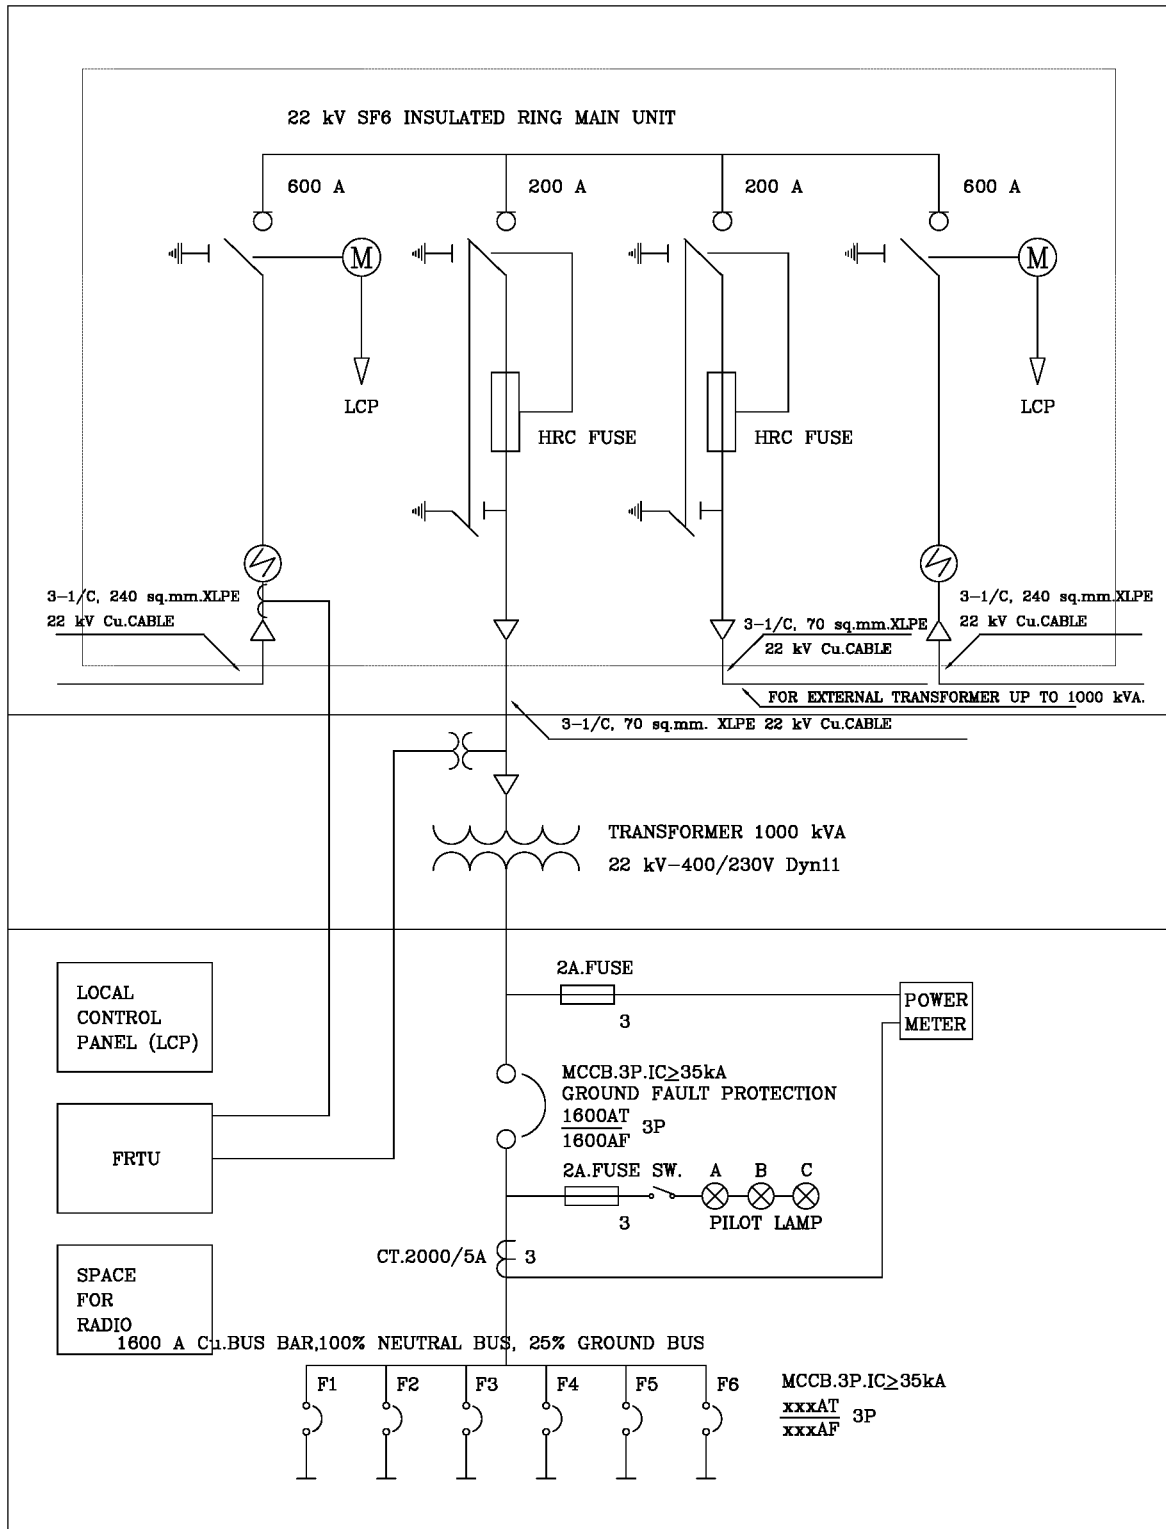 22 kV SF6 INSULATED RING MAIN UNIT
600 A
200 A
200 A
600 A
M
M
LCP
LCP
HRC FUSE
HRC FUSE
3-1/C, 240 sq.mm.XLPE
22 kV Cu.CABLE
3-1/C, 70 sq.mm.XLPE
22 kV Cu.CABLE
3-1/C, 240 sq.mm.XLPE
22 kV Cu.CABLE
FOR EXTERNAL TRANSFORMER UP TO 1000 kVA.
3-1/C, 70 sq.mm. XLPE 22 kV Cu.CABLE
TRANSFORMER 1000 kVA
22 kV-400/230V Dyn11
LOCAL
CONTROL
PANEL (LCP)
2A.FUSE
3
POWER
METER
MCCB.3P.IC≥35kA
GROUND FAULT PROTECTION
1600AT
1600AF
3P
FRTU
2A.FUSE SW. A B C
3
PILOT LAMP
CT.2000/5A 3
SPACE
FOR
RADIO
1600 A Cu.BUS BAR,100% NEUTRAL BUS, 25% GROUND BUS
F1 F2 F3 F4 F5 F6
MCCB.3P.IC≥35kA
xxxAT
xxxAF
3P